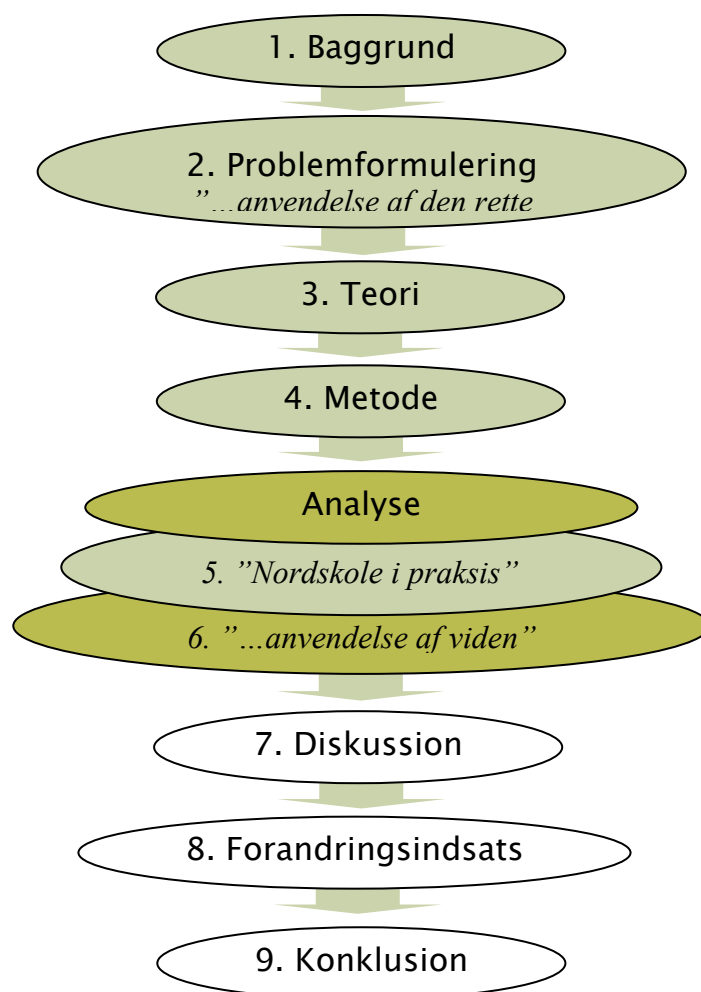 1. Baggrund
2. Problemformulering
”…anvendelse af den rette
3. Teori
4. Metode
Analyse
5. ”Nordskole i praksis”
6. ”…anvendelse af viden”
7. Diskussion
8. Forandringsindsats
9. Konklusion